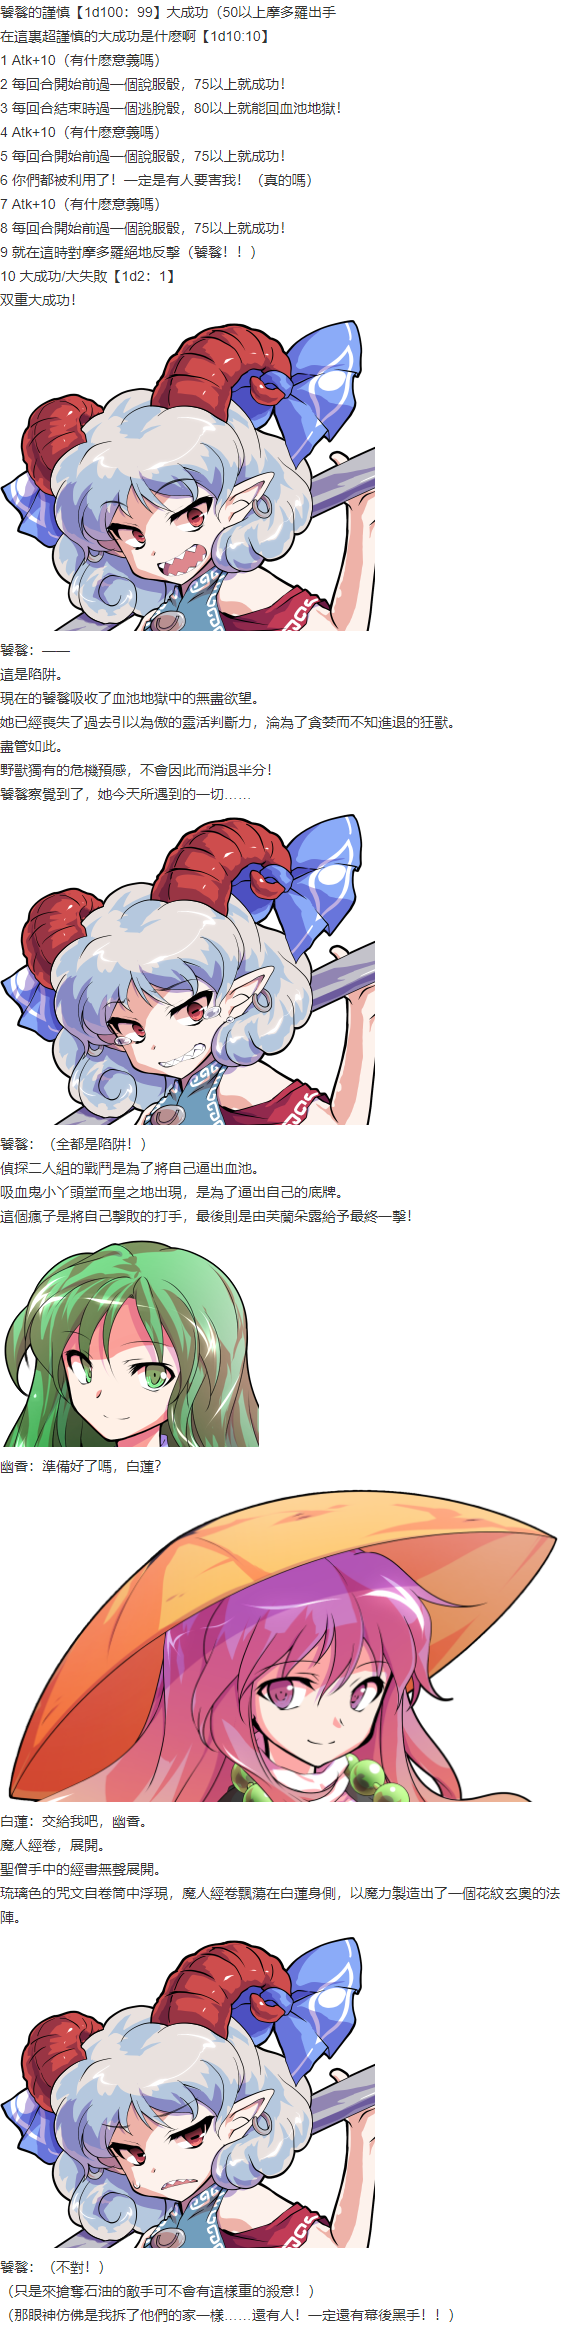 饕餮的謹慎【1d100：99】大成功（50以上摩多羅出手
在這裏超謹慎的大成功是什麽啊【1d10:10】
1 Atk+10（有什麽意義嗎）
2 每回合開始前過一個說服骰，75以上就成功！
3 每回合結束時過一個逃脫骰，80以上就能回血池地獄！
4 Atk+10（有什麽意義嗎）
5 每回合開始前過一個說服骰，75以上就成功！
6 你們都被利用了！一定是有人要害我！（真的嗎）
7 Atk+10（有什麽意義嗎）
8 每回合開始前過一個說服骰，75以上就成功！
9 就在這時對摩多羅絕地反擊（饕餮！！）
10 大成功/大失敗【1d2：1】
双重大成功！
饕餮：——
這是陷阱。
現在的饕餮吸收了血池地獄中的無盡欲望。
她已經喪失了過去引以為傲的靈活判斷力，淪為了貪婪而不知進退的狂獸。
盡管如此。
野獸獨有的危機預感，不會因此而消退半分！
饕餮察覺到了，她今天所遇到的一切……
饕餮：（全都是陷阱！）
偵探二人組的戰鬥是為了將自己逼出血池。
吸血鬼小丫頭堂而皇之地出現，是為了逼出自己的底牌。
這個瘋子是將自己擊敗的打手，最後則是由芙蘭朵露給予最終一擊！
幽香：準備好了嗎，白蓮？
白蓮：交給我吧，幽香。
魔人經卷，展開。
聖僧手中的經書無聲展開。
琉璃色的咒文自卷筒中浮現，魔人經卷飄蕩在白蓮身側，以魔力製造出了一個花紋玄奧的法
陣。
饕餮：（不對！）
（只是來搶奪石油的敵手可不會有這樣重的殺意！）
（那眼神仿佛是我拆了他們的家一樣……還有人！一定還有幕後黑手！！）